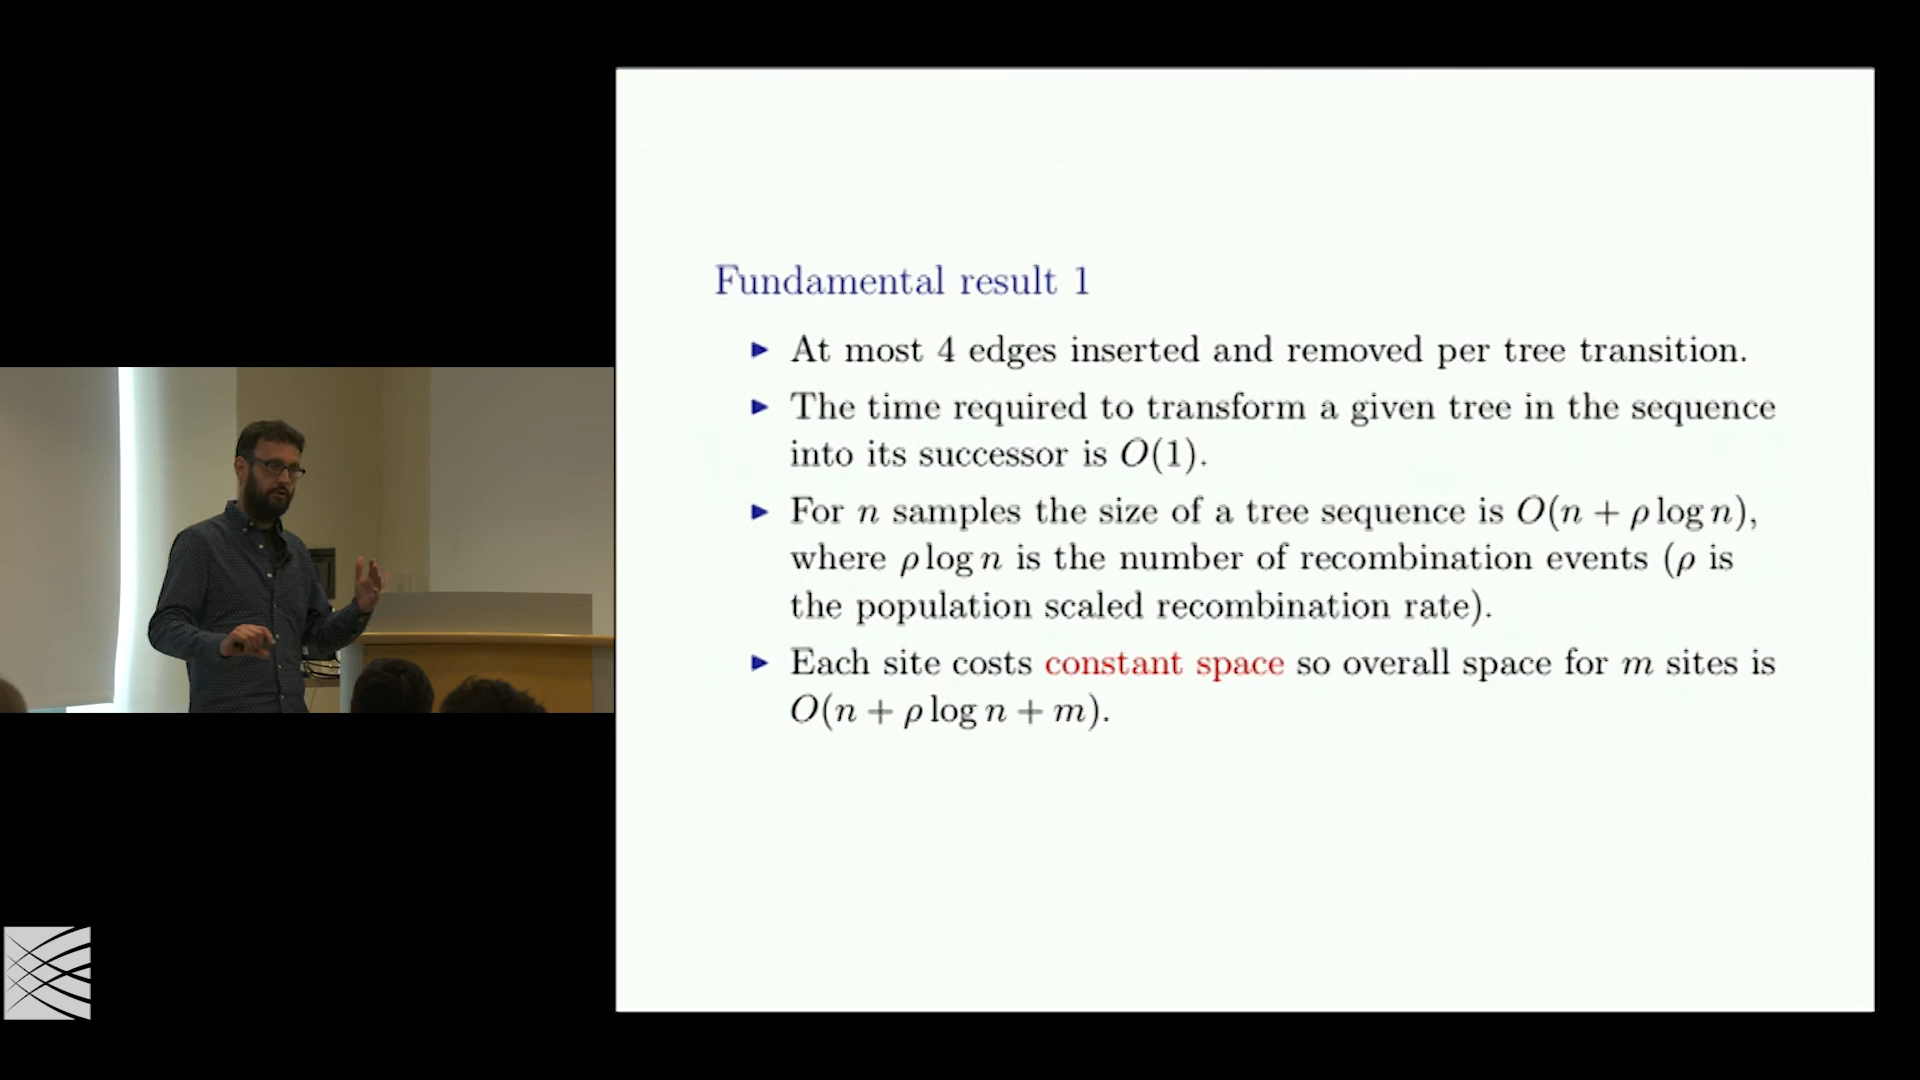 Fundamental result 1
▶ At most 4 edges inserted and removed per tree transition.
▶ The time required to transform a given tree in the sequence
into its successor is O(1).
▶ For n samples the size of a tree sequence is O(n + ρ log n),
where ρ log n is the number of recombination events (ρ is
the population scaled recombination rate).
▶ Each site costs constant space so overall space for m sites is
O(n + ρ log n + m).